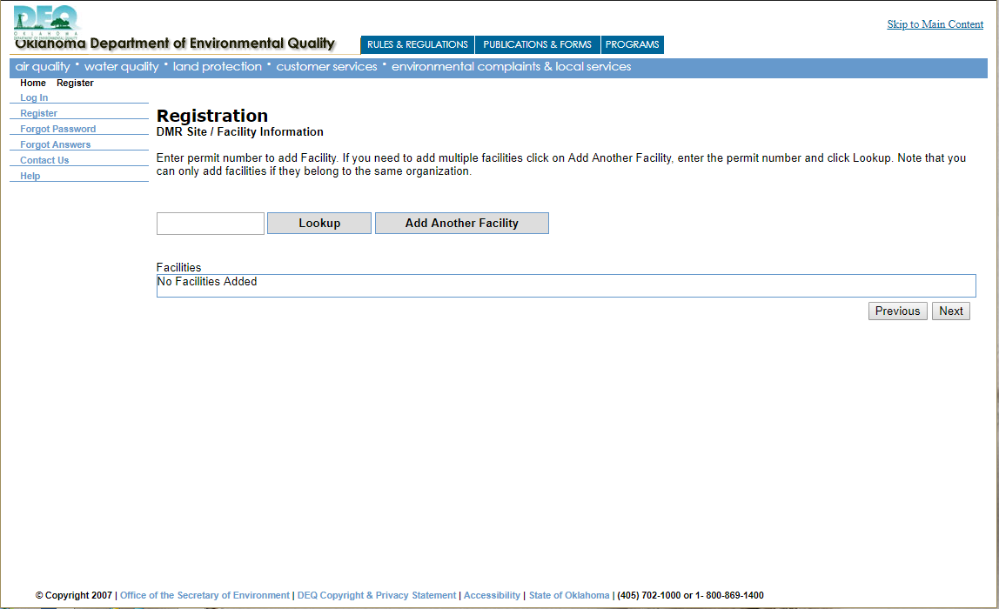 DEQ
OKLAHOMA
DEPARTMENT OF ENVIRONMENTAL QUALITY
Skip to Main Content
Oklahoma Department of Environmental Quality
RULES & REGULATIONS PUBLICATIONS & FORMS PROGRAMS
air quality • water quality • land protection • customer services • environmental complaints & local services
Home Register
Log In
Register
Forgot Password
Forgot Answers
Contact Us
Help
Registration
DMR Site / Facility Information
Enter permit number to add Facility. If you need to add multiple facilities click on Add Another Facility, enter the permit number and click Lookup. Note that you
can only add facilities if they belong to the same organization.
Lookup Add Another Facility
Facilities
No Facilities Added
Previous Next
© Copyright 2007 | Office of the Secretary of Environment | DEQ Copyright & Privacy Statement | Accessibility | State of Oklahoma | (405) 702-1000 or 1- 800-869-1400